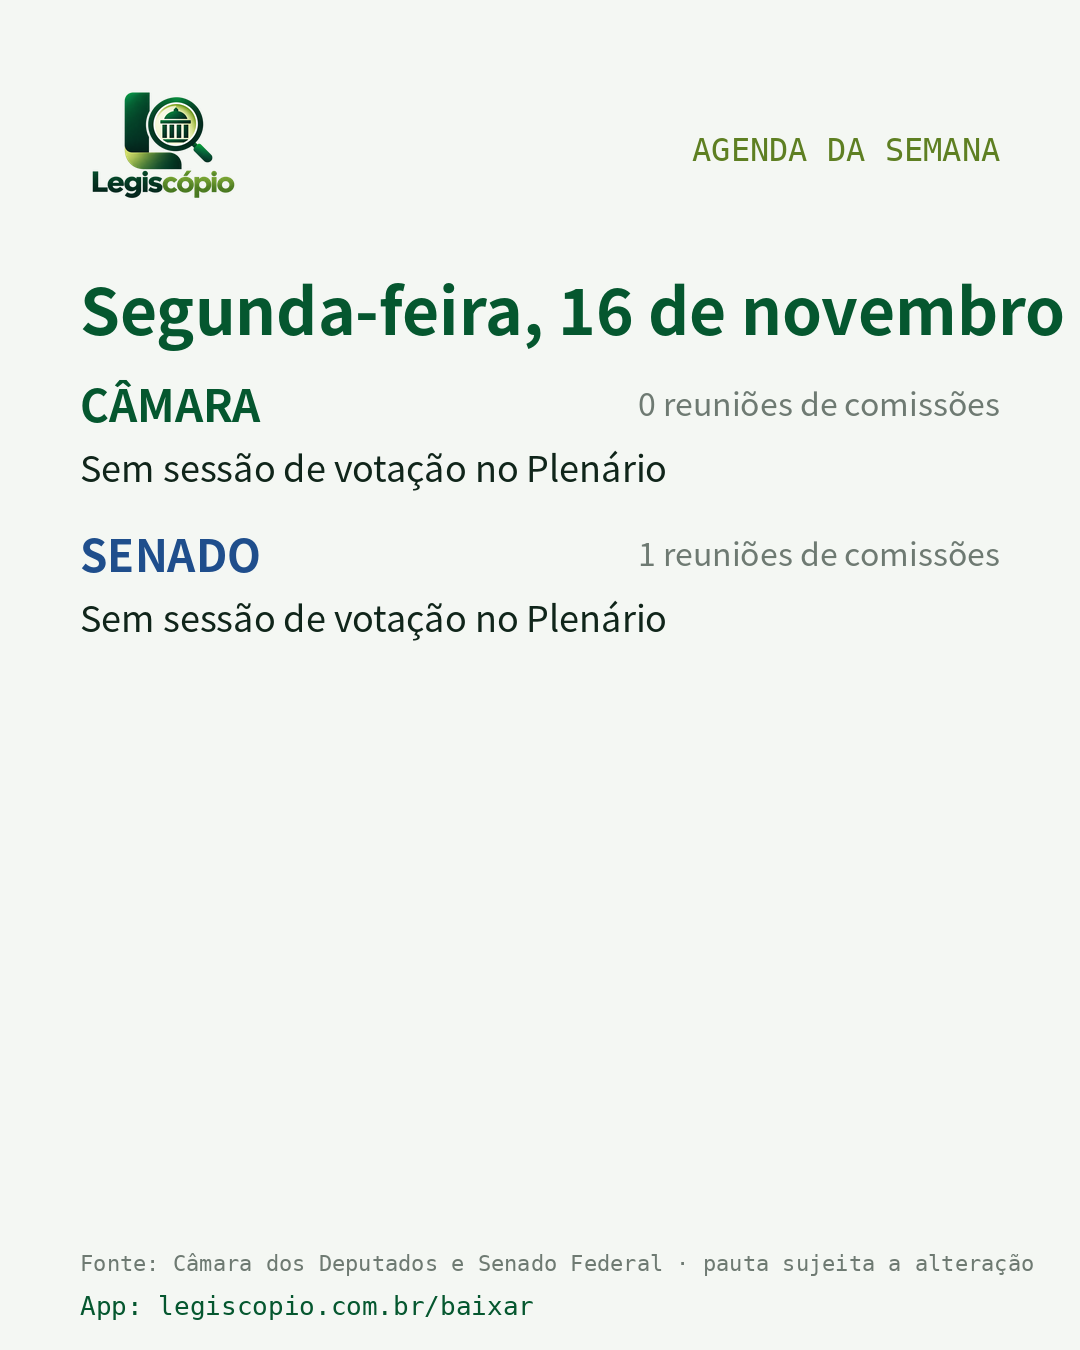 Legiscópio
AGENDA DA SEMANA
Segunda-feira, 16 de novembro
CÂMARA
0 reuniões de comissões
Sem sessão de votação no Plenário
SENADO
1 reuniões de comissões
Sem sessão de votação no Plenário
Fonte: Câmara dos Deputados e Senado Federal · pauta sujeita a alteração
App: legiscopio.com.br/baixar